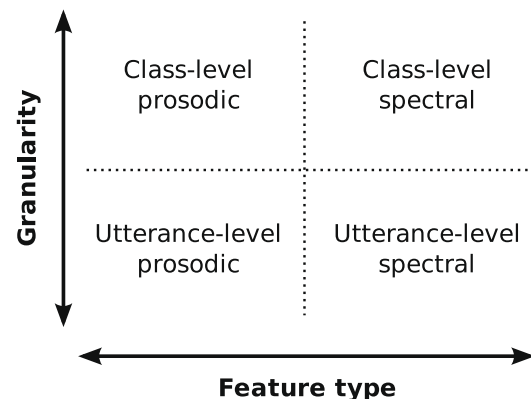 Granularity
Class-level
prosodic
Class-level
spectral
Utterance-level
prosodic
Utterance-level
spectral
Feature type